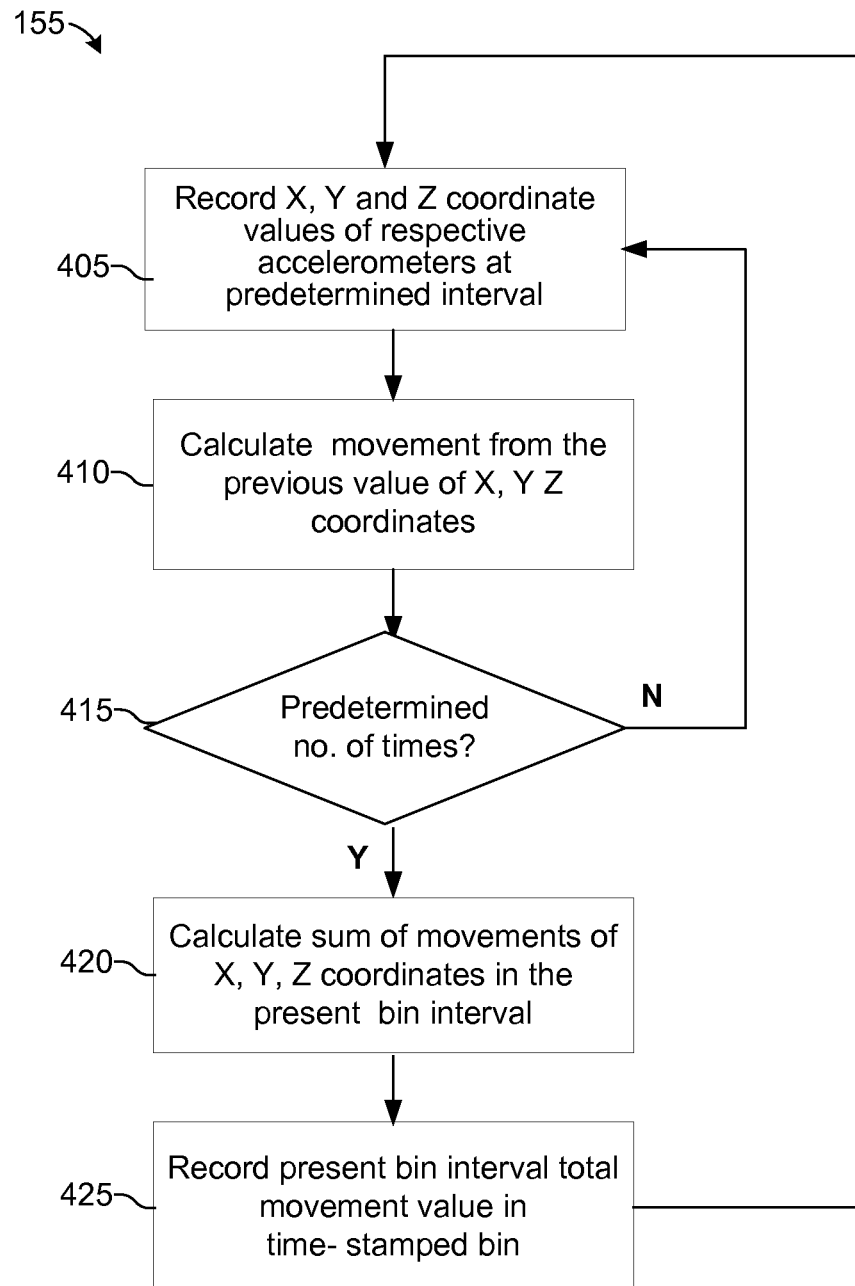 155
Record X, Y and Z coordinate
values of respective
accelerometers at
predetermined interval
405
Calculate movement from the
previous value of X, Y Z
coordinates
410
Predetermined
no. of times?
415
N
Y
Calculate sum of movements of
X, Y, Z coordinates in the
present bin interval
420
Record present bin interval total
movement value in
time- stamped bin
425